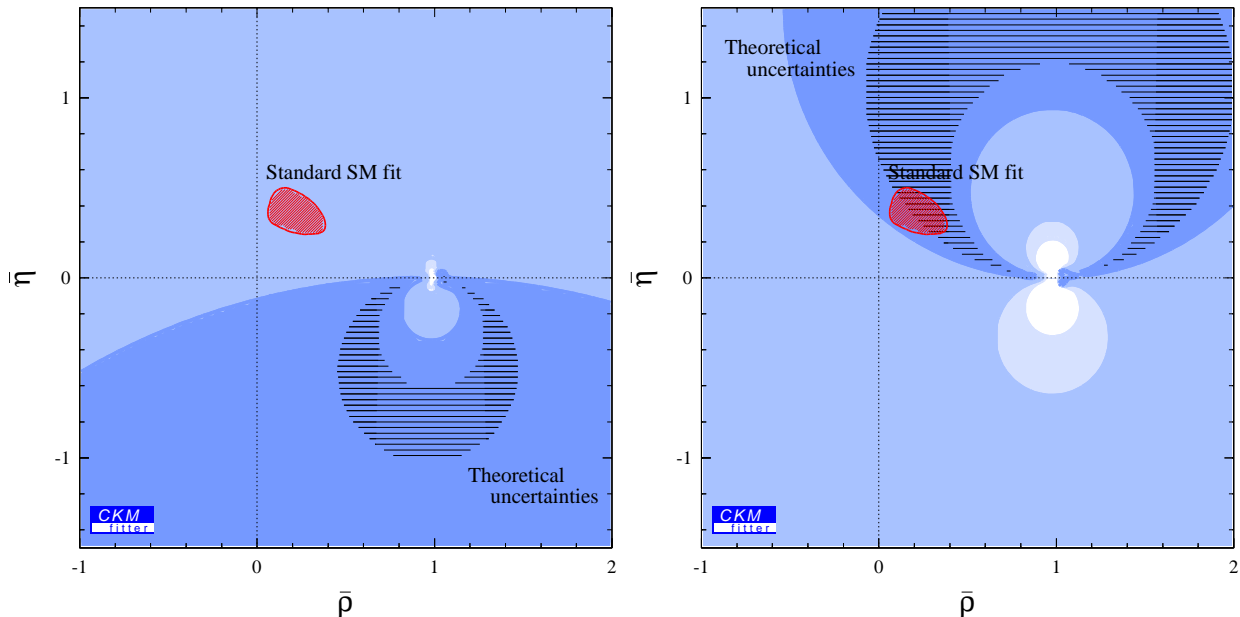 1
0
-1
-1
0
1
2
η̄
ρ̄
Standard SM fit
Theoretical
uncertainties
CKM
fitter
1
0
-1
-1
0
1
2
η̄
ρ̄
Theoretical
uncertainties
Standard SM fit
CKM
fitter